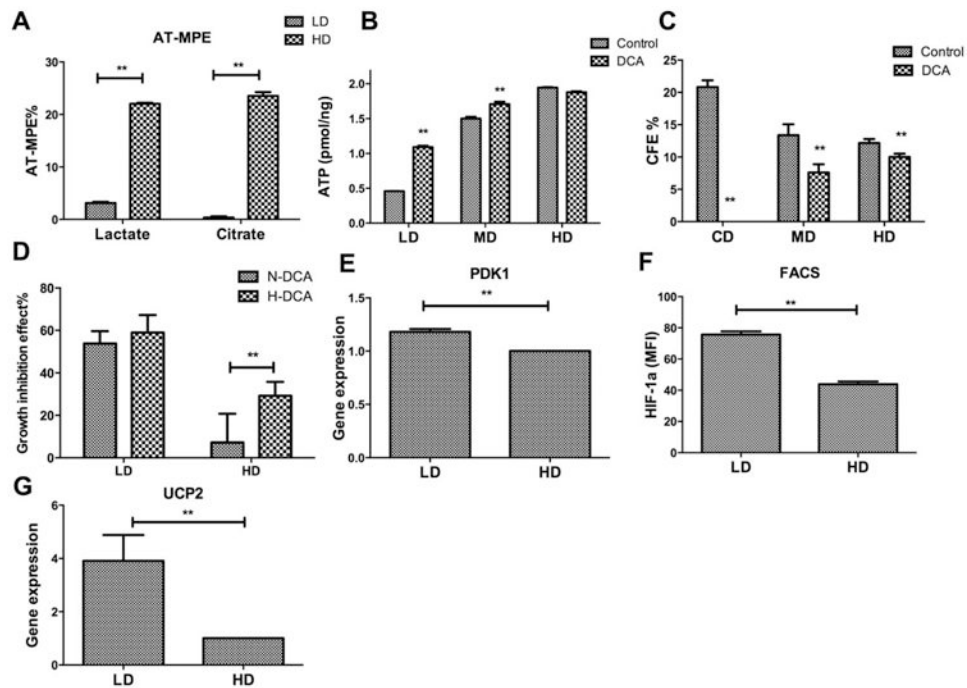 A
AT-MPE
LD
HD
AT-MPE%
60
40
20
0
**
**
Lactate
Citrate
B
Control
DCA
ATP (pmol/ng)
2.0
1.5
1.0
0.5
0.0
**
**
LD
MD
HD
C
Control
DCA
CFE %
25
20
15
10
5
0
**
**
**
CD
MD
HD
D
N-DCA
H-DCA
Growth inhibition effect%
80
60
40
20
0
**
LD
HD
E
PDK1
Gene expression
1.5
1.0
0.5
0.0
**
LD
HD
F
FACS
HIF-1a (MFI)
100
80
60
40
20
0
**
LD
HD
G
UCP2
Gene expression
6
4
2
0
**
LD
HD